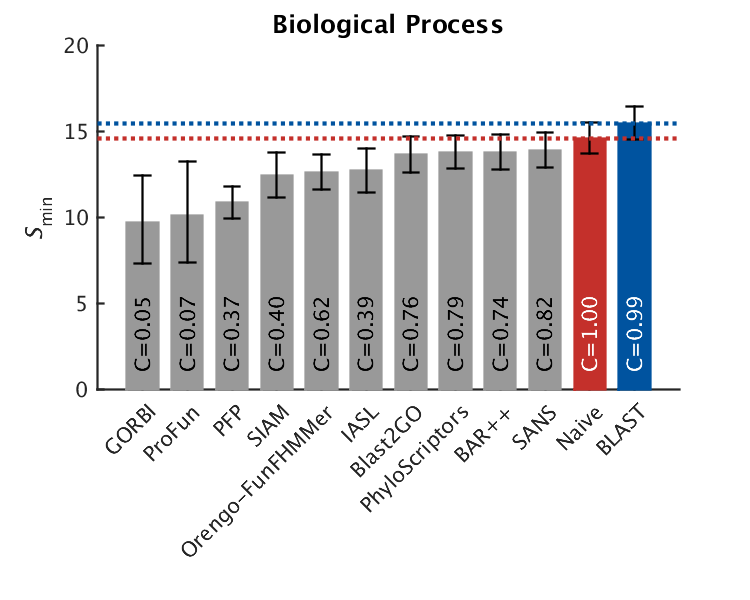 Biological Process
20
15
10
5
0
Smin
C=0.05
C=0.07
C=0.37
C=0.40
C=0.62
C=0.39
C=0.76
C=0.79
C=0.74
C=0.82
C=1.00
C=0.99
GORBI
ProFun
PFP
SIAM
Orengo-FunFHMMer
IASL
Blast2GO
PhyloScriptors
BAR++
SANS
Naive
BLAST